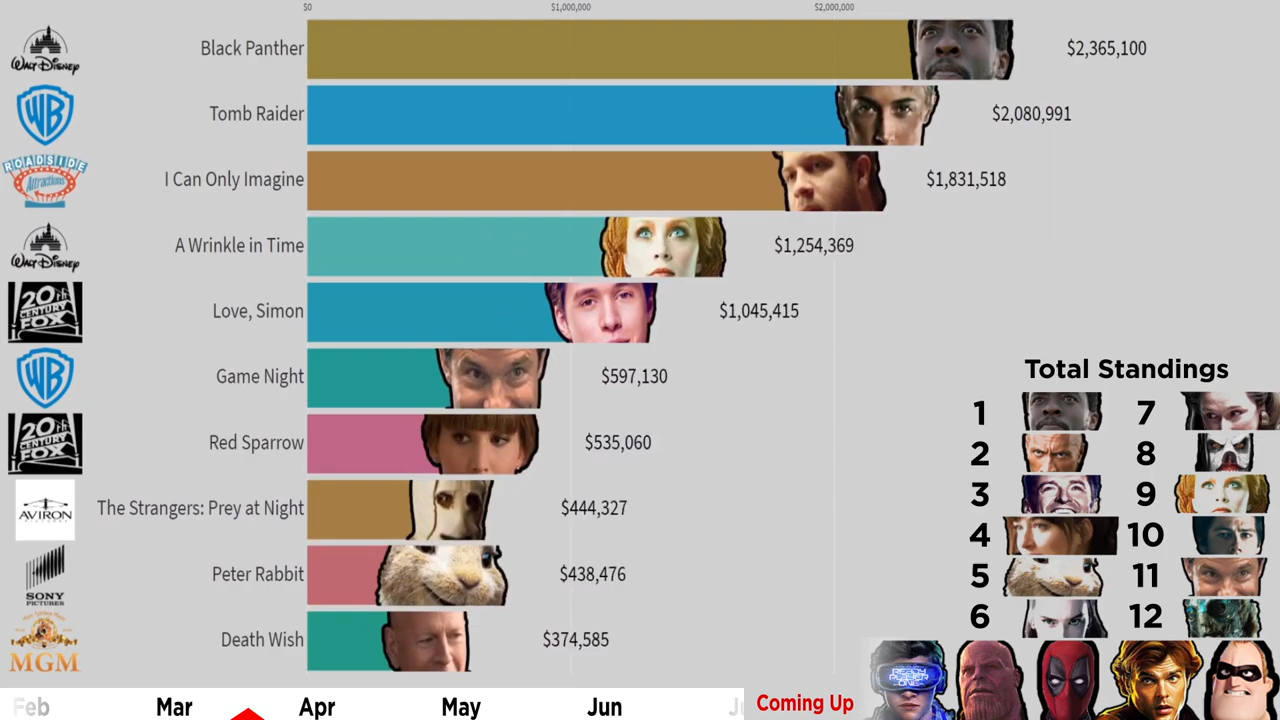 $0 $1,000,000 $2,000,000
WALT DISNEY Black Panther $2,365,100
WB Tomb Raider $2,080,991
ROADSIDE Attractions I Can Only Imagine $1,831,518
WALT DISNEY A Wrinkle in Time $1,254,369
20th CENTURY FOX Love, Simon $1,045,415
WB Game Night $597,130
20th CENTURY FOX Red Sparrow $535,060
AVIRON PICTURES The Strangers: Prey at Night $444,327
SONY PICTURES Peter Rabbit $438,476
MGM Death Wish $374,585
Total Standings
1 7
2 8
3 9
4 10
5 11
6 12
READY PLAYER ONE
Feb Mar Apr May Jun Coming Up